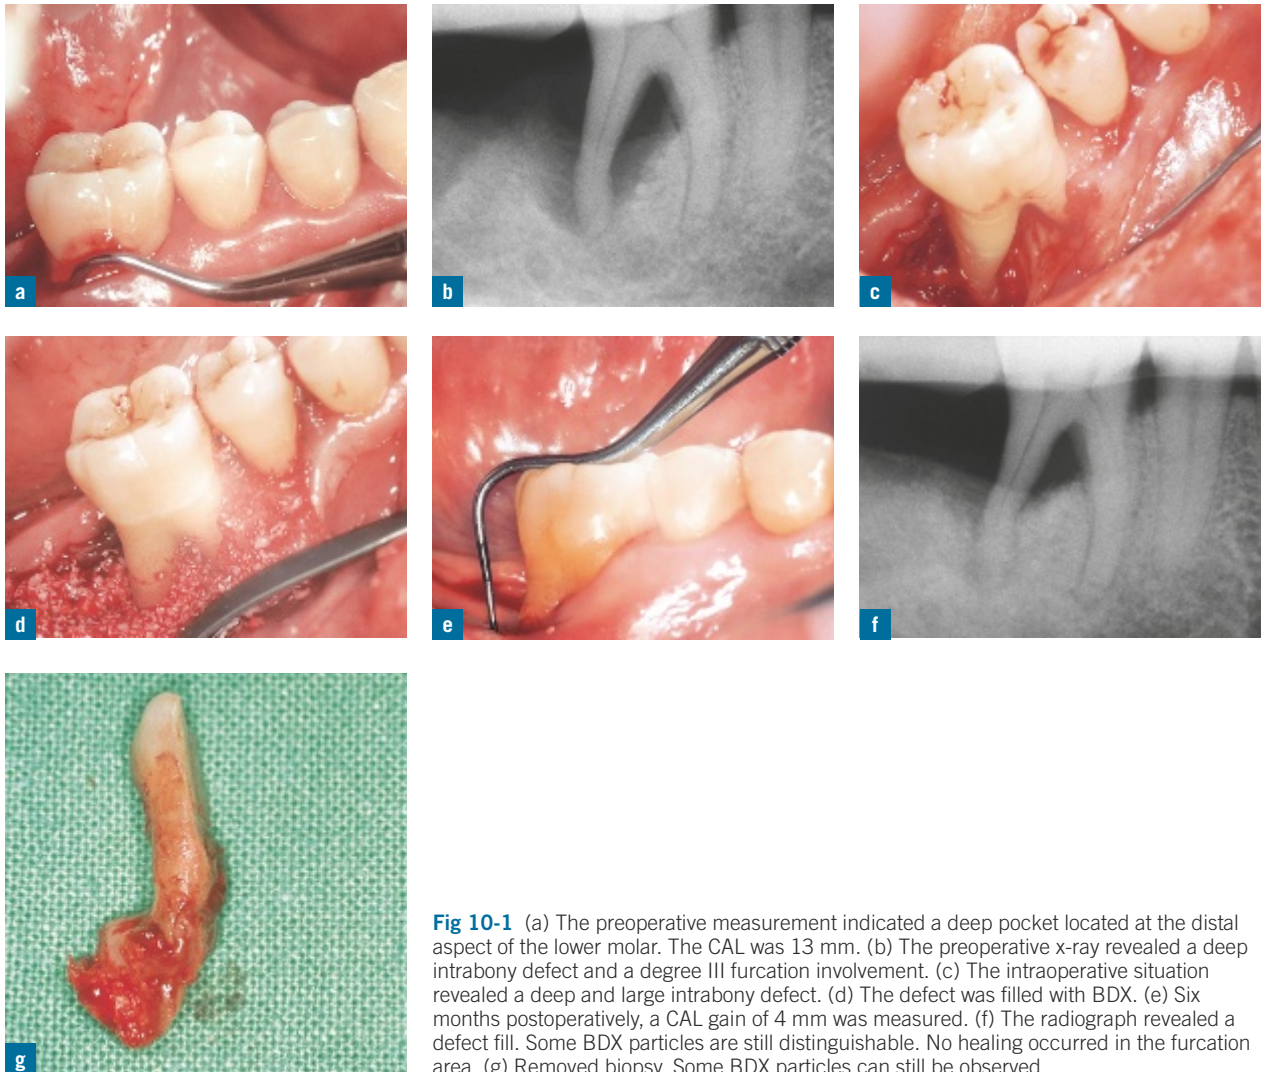 a
b
c
d
e
f
g
Fig 10-1 (a) The preoperative measurement indicated a deep pocket located at the distal
aspect of the lower molar. The CAL was 13 mm. (b) The preoperative x-ray revealed a deep
intrabony defect and a degree III furcation involvement. (c) The intraoperative situation
revealed a deep and large intrabony defect. (d) The defect was filled with BDX. (e) Six
months postoperatively, a CAL gain of 4 mm was measured. (f) The radiograph revealed a
defect fill. Some BDX particles are still distinguishable. No healing occurred in the furcation
area. (g) Removed biopsy. Some BDX particles can still be observed.